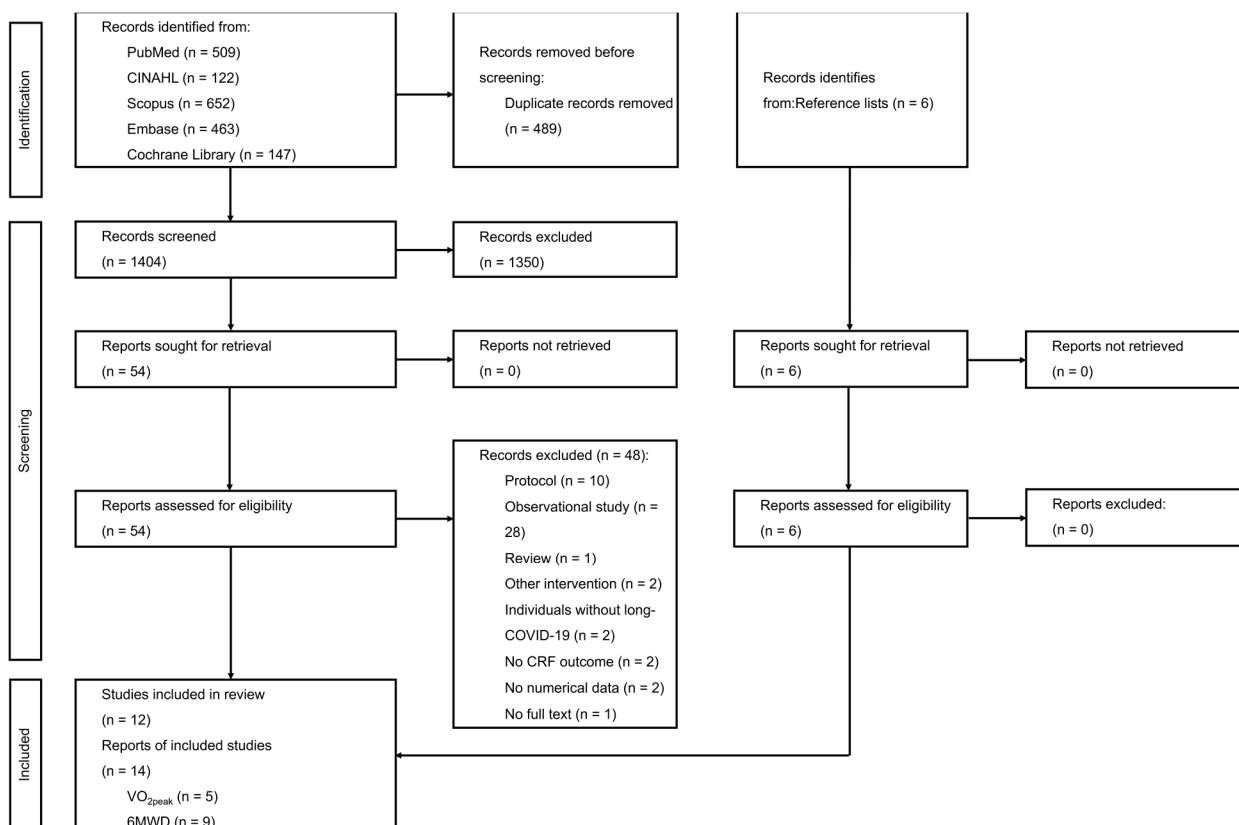 Identification
Records identified from:
PubMed (n = 509)
CINAHL (n = 122)
Scopus (n = 652)
Embase (n = 463)
Cochrane Library (n = 147)
Records removed before
screening:
Duplicate records removed
(n = 489)
Records identifies
from:Reference lists (n = 6)
Screening
Records screened
(n = 1404)
Records excluded
(n = 1350)
Reports sought for retrieval
(n = 54)
Reports not retrieved
(n = 0)
Reports sought for retrieval
(n = 6)
Reports not retrieved
(n = 0)
Reports assessed for eligibility
(n = 54)
Records excluded (n = 48):
Protocol (n = 10)
Observational study (n =
28)
Review (n = 1)
Other intervention (n = 2)
Individuals without long-
COVID-19 (n = 2)
No CRF outcome (n = 2)
No numerical data (n = 2)
No full text (n = 1)
Reports assessed for eligibility
(n = 6)
Reports excluded:
(n = 0)
Included
Studies included in review
(n = 12)
Reports of included studies
(n = 14)
VO2peak (n = 5)
6MWD (n = 9)